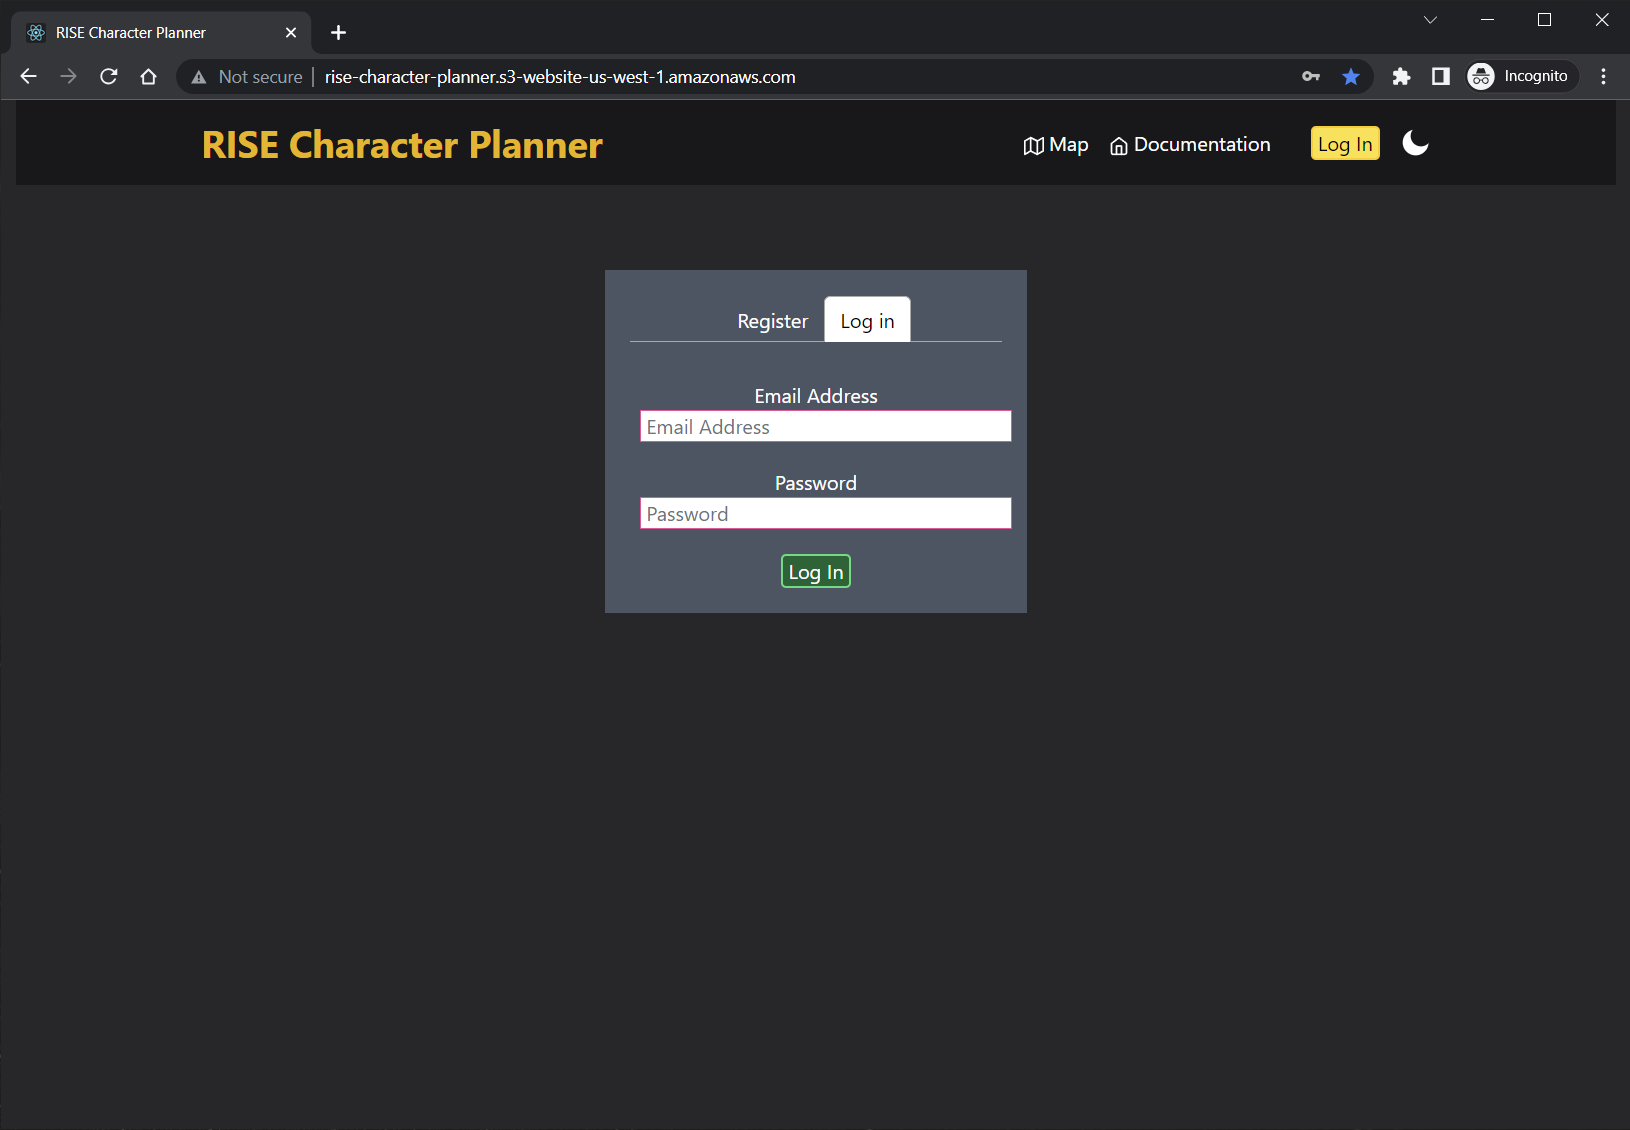 RISE Character Planner
Not secure | rise-character-planner.s3-website-us-west-1.amazonaws.com
Incognito
RISE Character Planner
Map
Documentation
Log In
Register
Log in
Email Address
Email Address
Password
Password
Log In